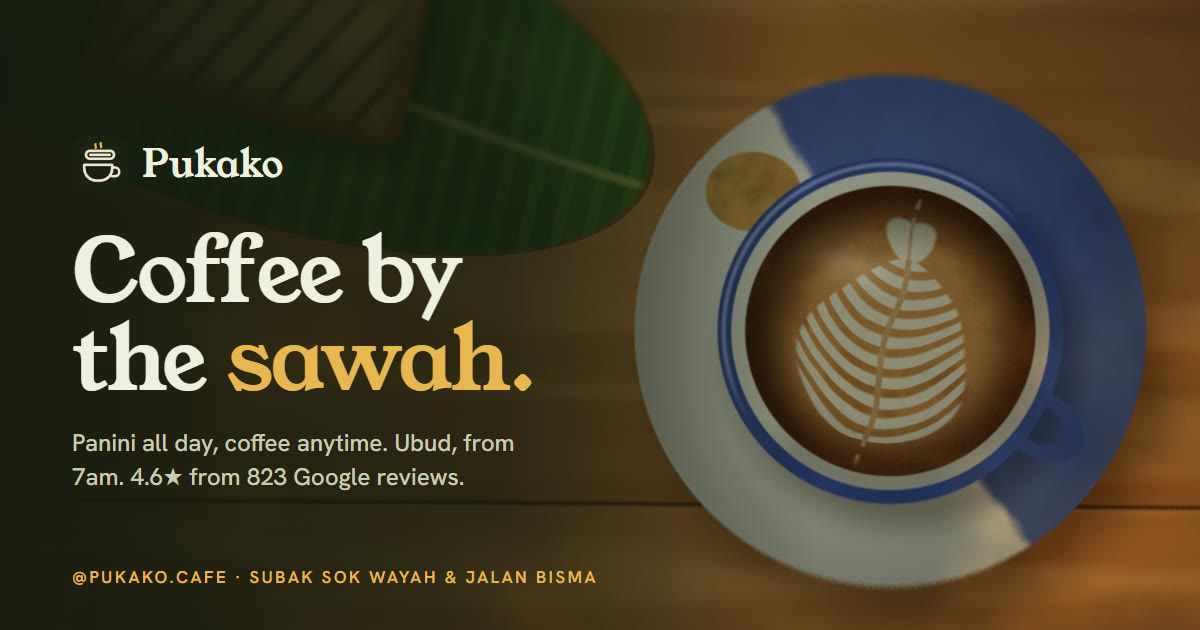 Pukako
Coffee by
the sawah.
Panini all day, coffee anytime. Ubud, from
7am. 4.6★ from 823 Google reviews.
@PUKAKO.CAFE · SUBAK SOK WAYAH & JALAN BISMA